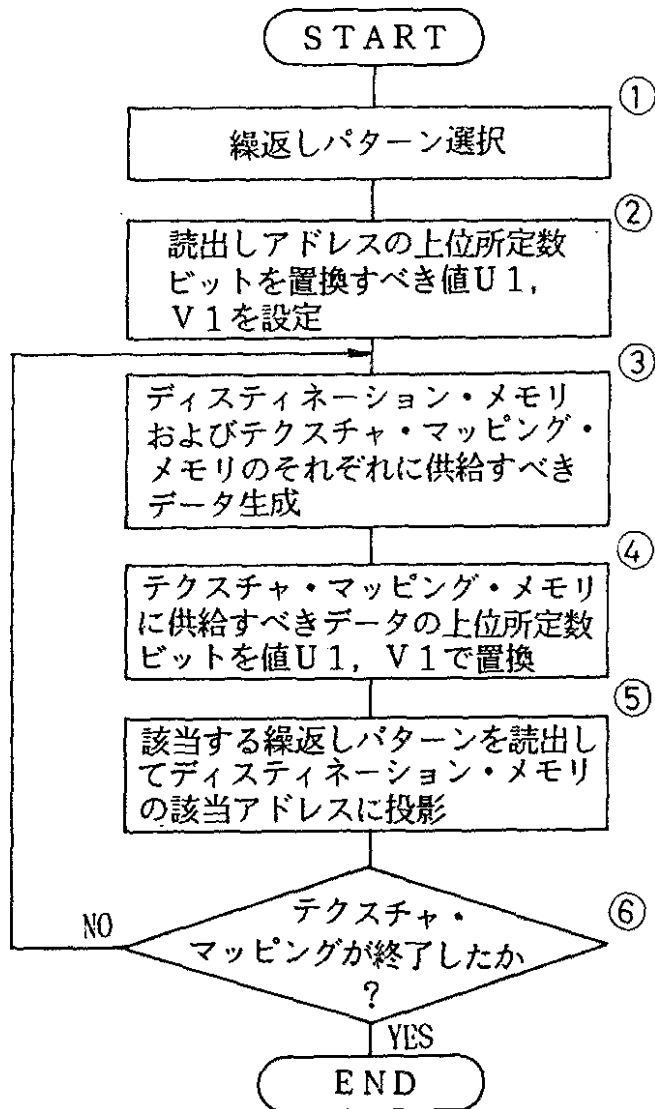 START
①
繰返しパターン選択
②
読出しアドレスの上位所定数
ビットを置換すべき値U1,
V1を設定
③
ディスティネーション・メモリ
およびテクスチャ・マッピング・
メモリのそれぞれに供給すべき
データ生成
④
テクスチャ・マッピング・メモリ
に供給すべきデータの上位所定数
ビットを値U1, V1で置換
⑤
該当する繰返しパターンを読出し
てディスティネーション・メモリ
の該当アドレスに投影
⑥
テクスチャ・
マッピングが終了したか
?
NO
YES
END